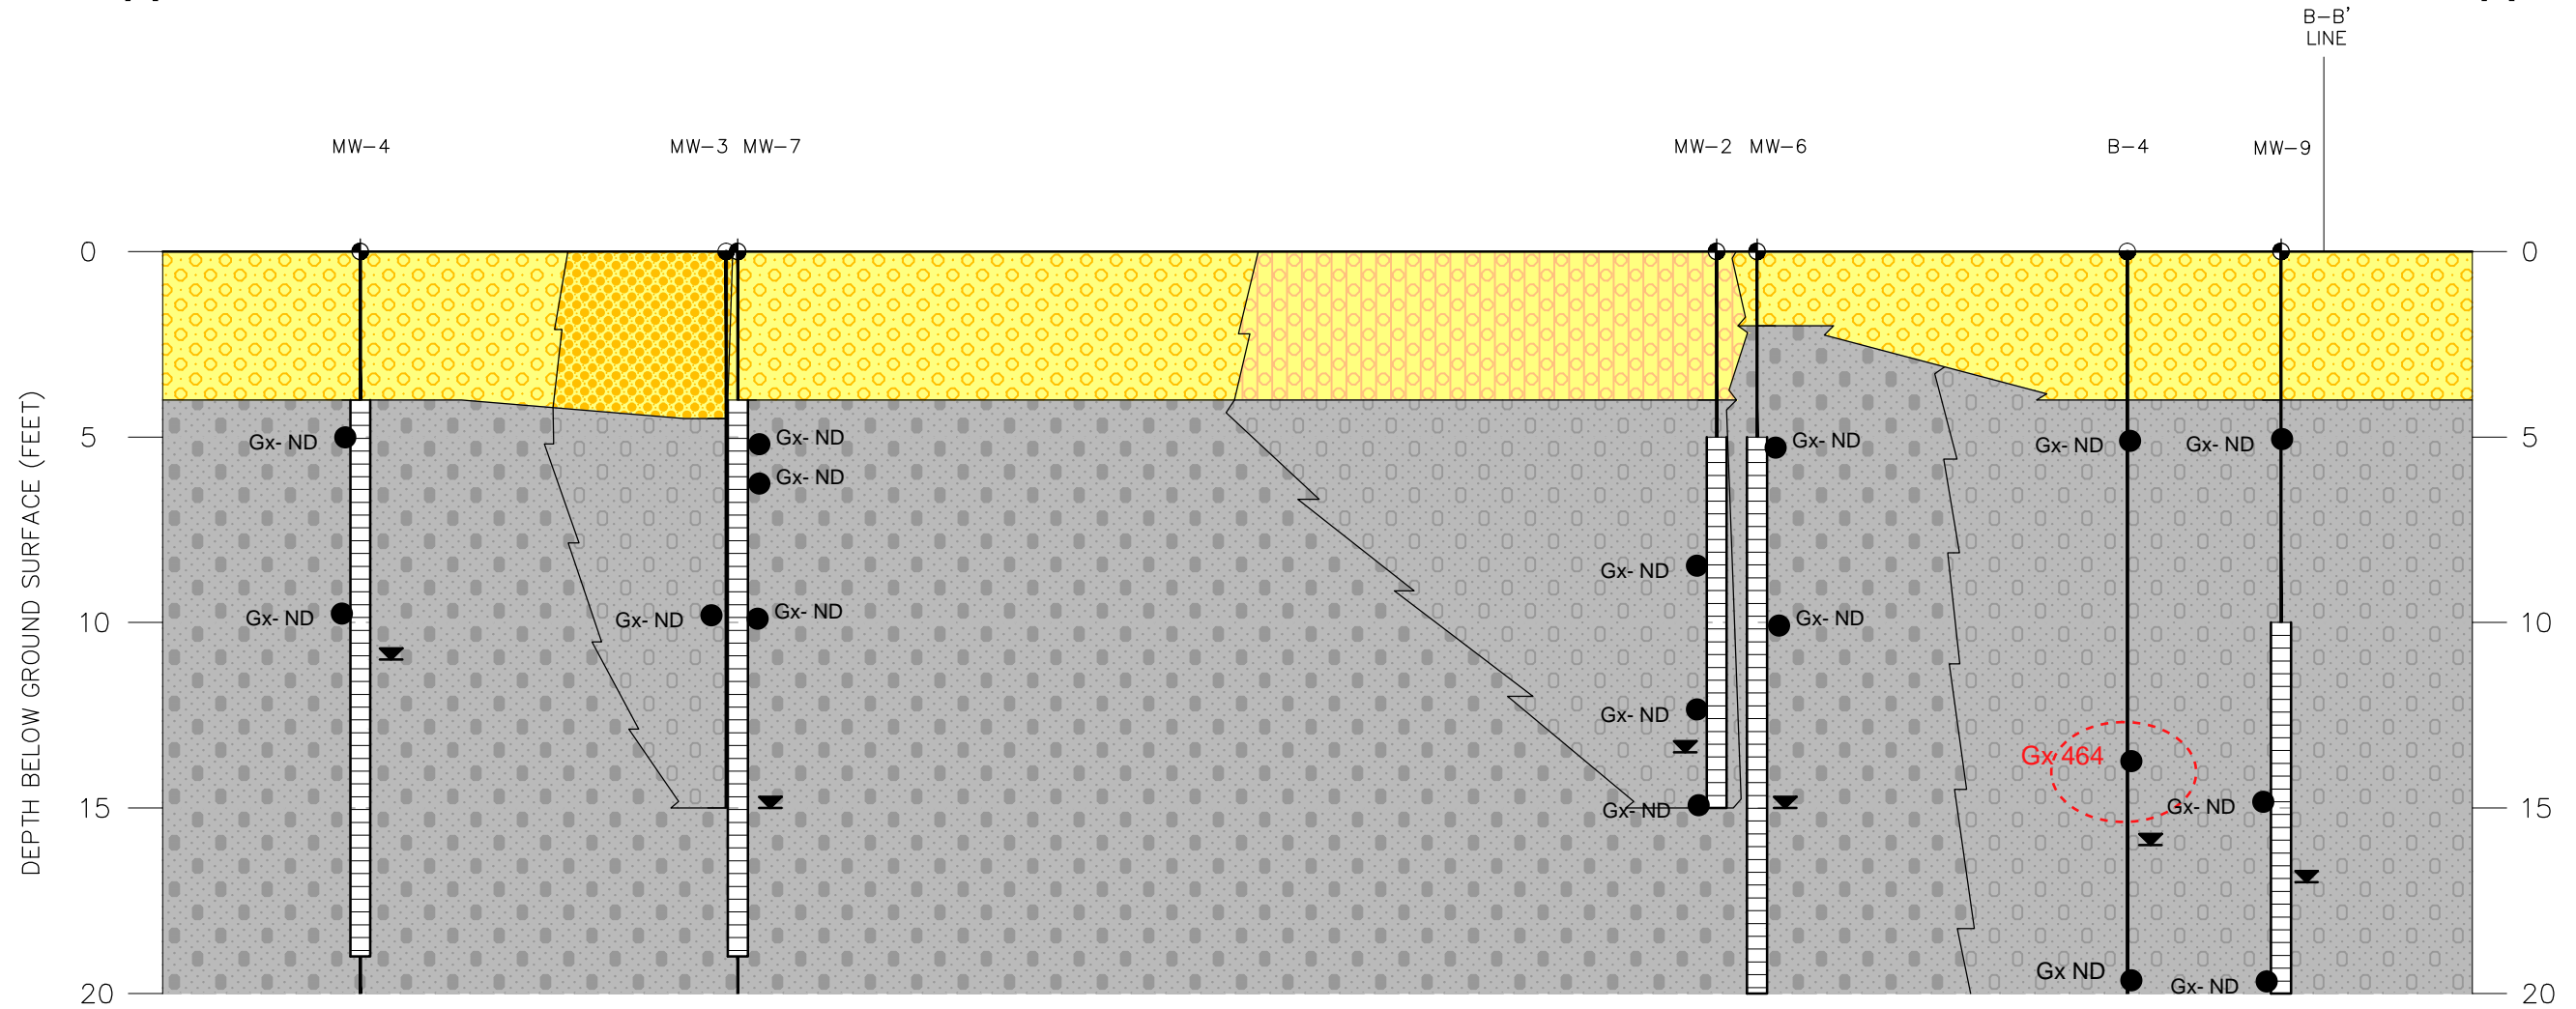 B-B'
LINE
MW-4
MW-3
MW-7
MW-2
MW-6
B-4
MW-9
0
0
DEPTH BELOW GROUND SURFACE (FEET)
5
Gx- ND
Gx- ND
Gx- ND
Gx- ND
Gx- ND
5
Gx- ND
Gx- ND
10
Gx- ND
Gx- ND
Gx- ND
Gx- ND
10
Gx- ND
Gx 464
15
Gx- ND
Gx- ND
15
20
Gx ND
Gx- ND
20